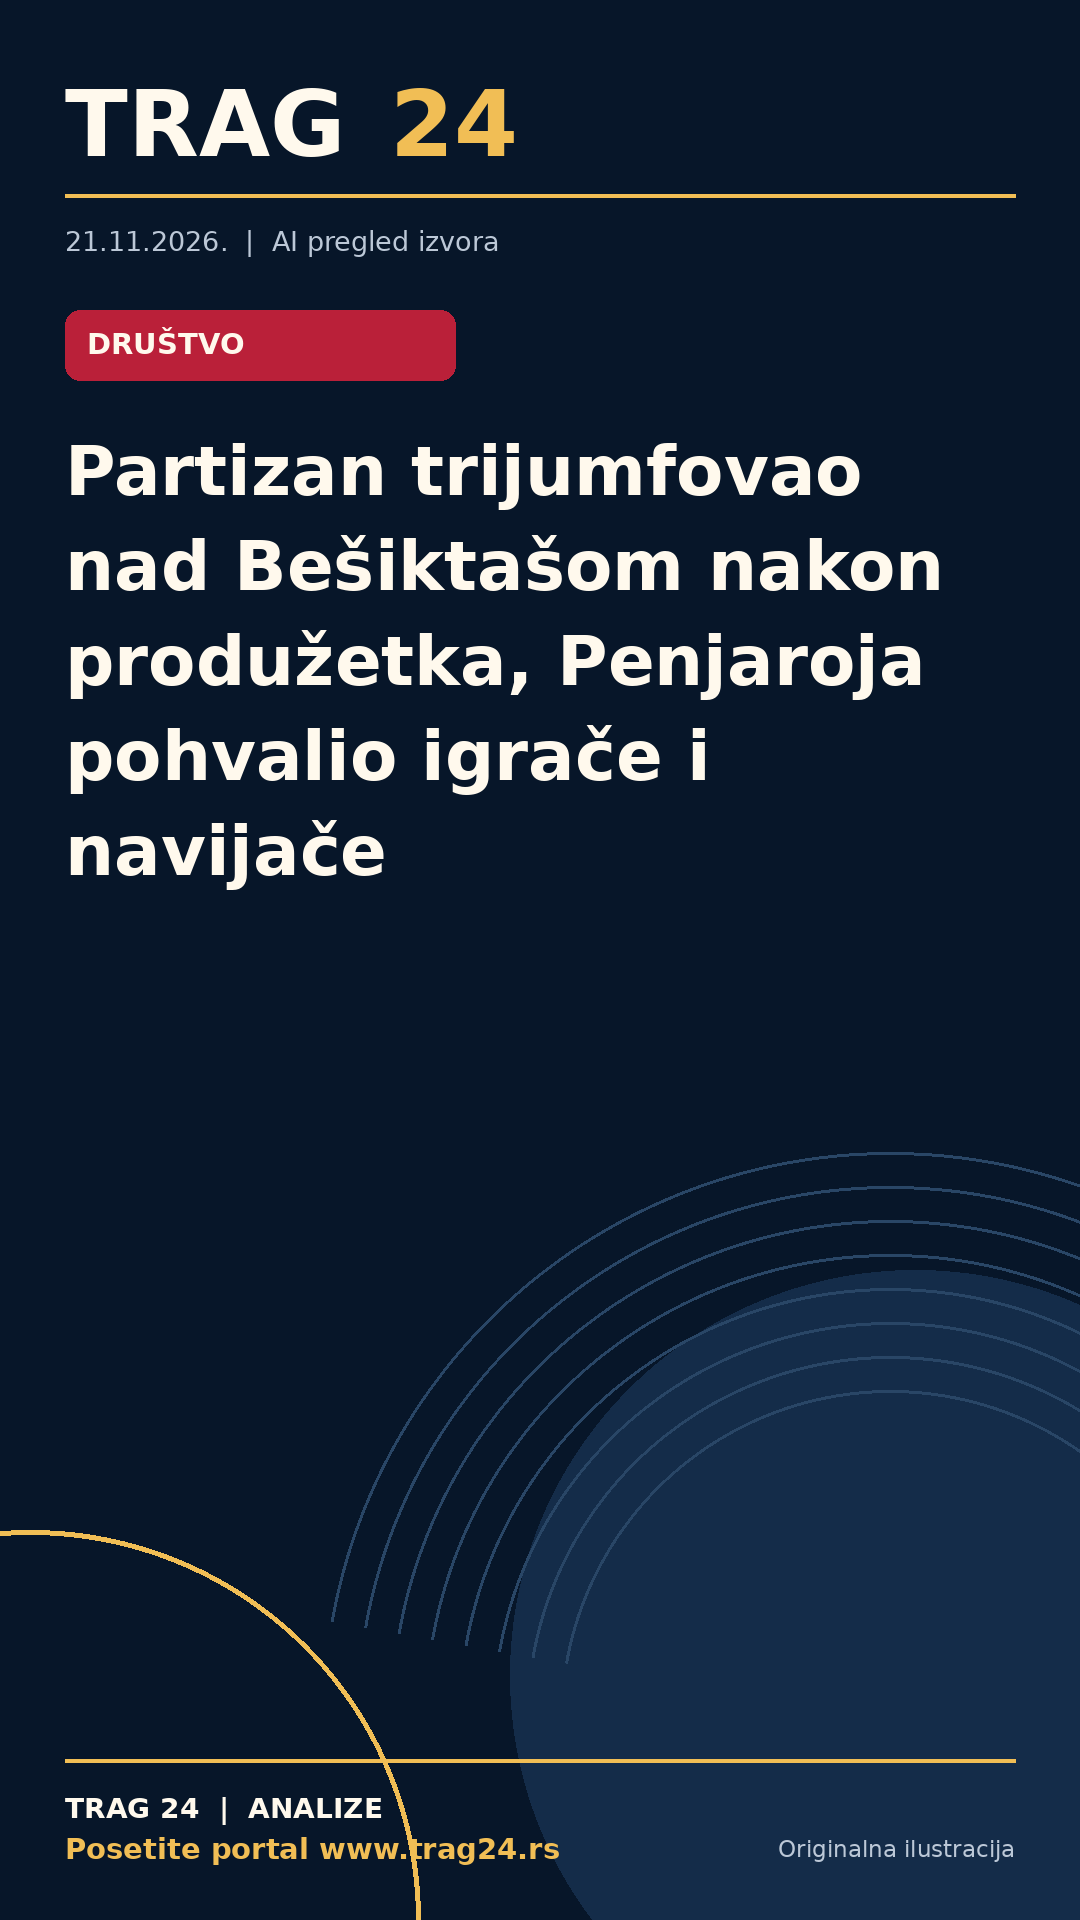 TRAG 24
21.11.2026. | AI pregled izvora
DRUŠTVO
Partizan trijumfovao
nad Bešiktašom nakon
produžetka, Penjaroja
pohvalio igrače i
navijače
TRAG 24 | ANALIZE
Posetite portal www.trag24.rs
Originalna ilustracija